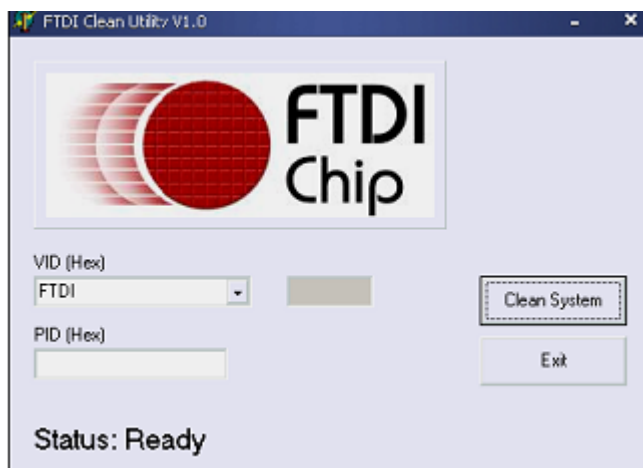 FTDI Clean Utility V1.0
FTDI
Chip
VID (Hex)
FTDI
Clean System
PID (Hex)
Exit
Status: Ready